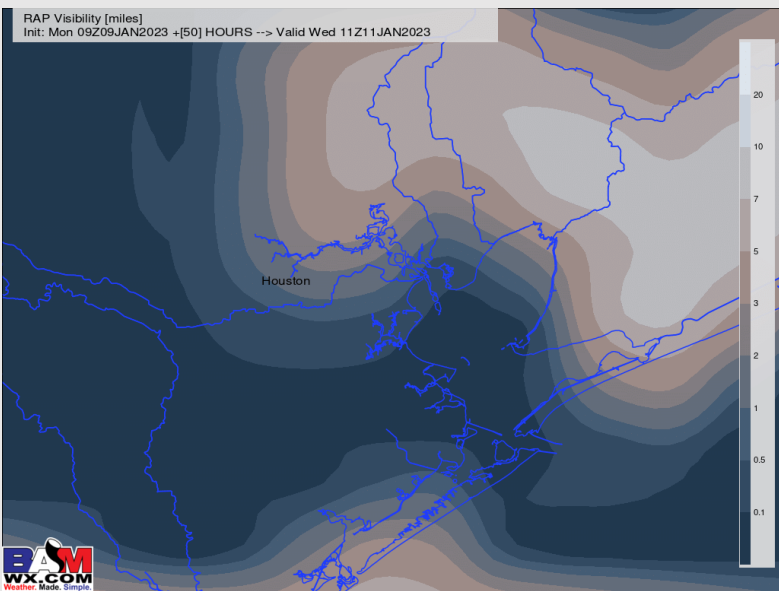 RAP Visibility [miles]
Init: Mon 09Z09JAN2023 +[50] HOURS --> Valid Wed 11Z11JAN2023
20
10
7
5
Houston
3
2
1
0.5
0.1
BAM
WX.COM
Weather. Made. Simple.